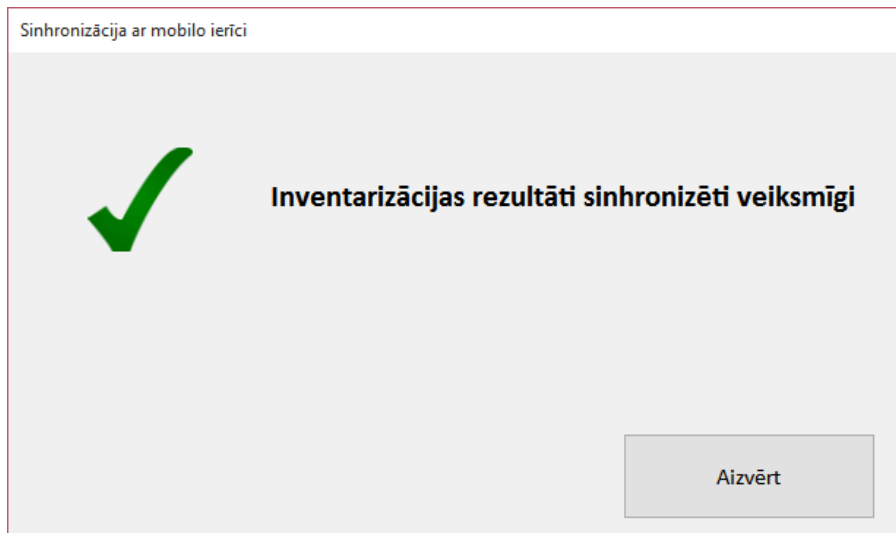 Sinhronizācija ar mobilo ierīci
Inventarizācijas rezultāti sinhronizēti veiksmīgi
Aizvērt